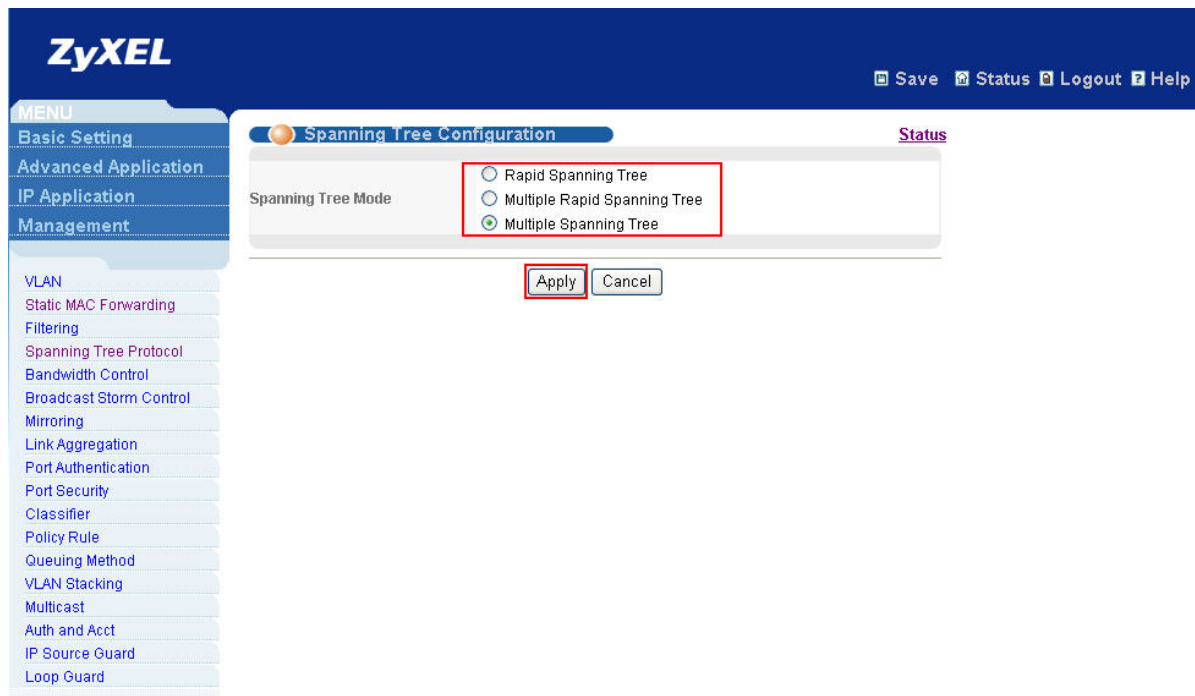 ZyXEL
Save Status Logout Help
MENU
Basic Setting
Advanced Application
IP Application
Management
VLAN
Static MAC Forwarding
Filtering
Spanning Tree Protocol
Bandwidth Control
Broadcast Storm Control
Mirroring
Link Aggregation
Port Authentication
Port Security
Classifier
Policy Rule
Queuing Method
VLAN Stacking
Multicast
Auth and Acct
IP Source Guard
Loop Guard
Spanning Tree Configuration
Status
Spanning Tree Mode
Rapid Spanning Tree
Multiple Rapid Spanning Tree
Multiple Spanning Tree
Apply Cancel